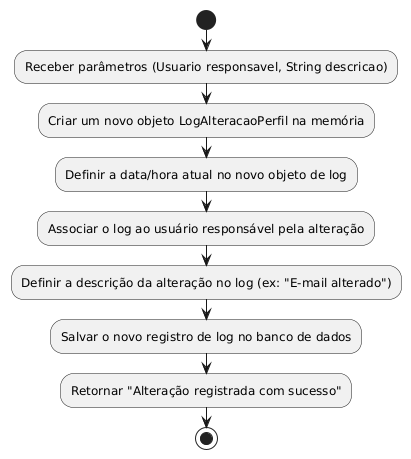 Receber parâmetros (Usuario responsavel, String descricao)
Criar um novo objeto LogAlteracaoPerfil na memória
Definir a data/hora atual no novo objeto de log
Associar o log ao usuário responsável pela alteração
Definir a descrição da alteração no log (ex: "E-mail alterado")
Salvar o novo registro de log no banco de dados
Retornar "Alteração registrada com sucesso"